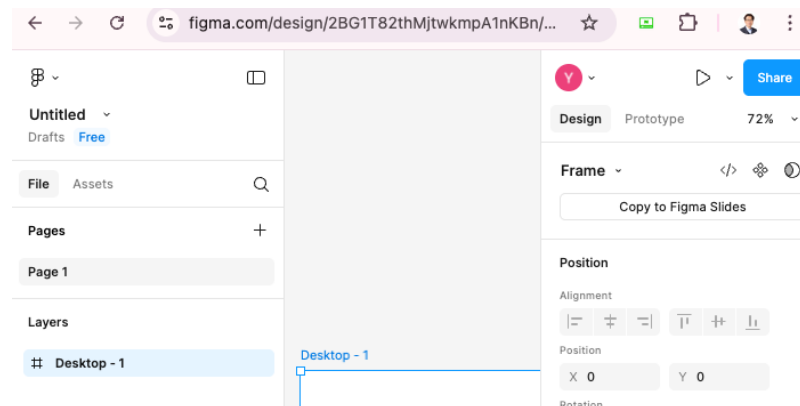 figma.com/design/2BG1T82thMjtwkmpA1nKBn/...
Y
Share
Untitled
Drafts Free
Design Prototype 72%
File Assets
Frame
Copy to Figma Slides
Pages
Page 1
Position
Alignment
Layers
Desktop - 1
Desktop - 1
Position
X 0 Y 0
Rotation